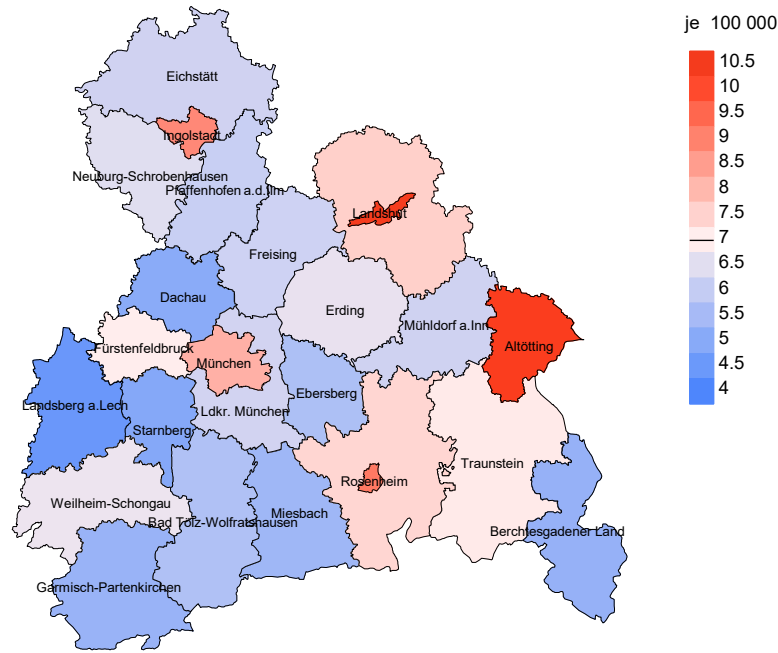 je 100 000
10.5
10
9.5
9
8.5
8
7.5
7
6.5
6
5.5
5
4.5
4
Eichstätt
Ingolstadt
Neuburg-Schrobenhausen
Pfaffenhofen a.d.Ilm
Landshut
Freising
Dachau
Erding
Mühldorf a.Inn
Altötting
Fürstenfeldbruck
München
Ebersberg
Landsberg a.Lech
Ldkr. München
Starnberg
Traunstein
Rosenheim
Weilheim-Schongau
Miesbach
Bad Tölz-Wolfratshausen
Berchtesgadener Land
Garmisch-Partenkirchen